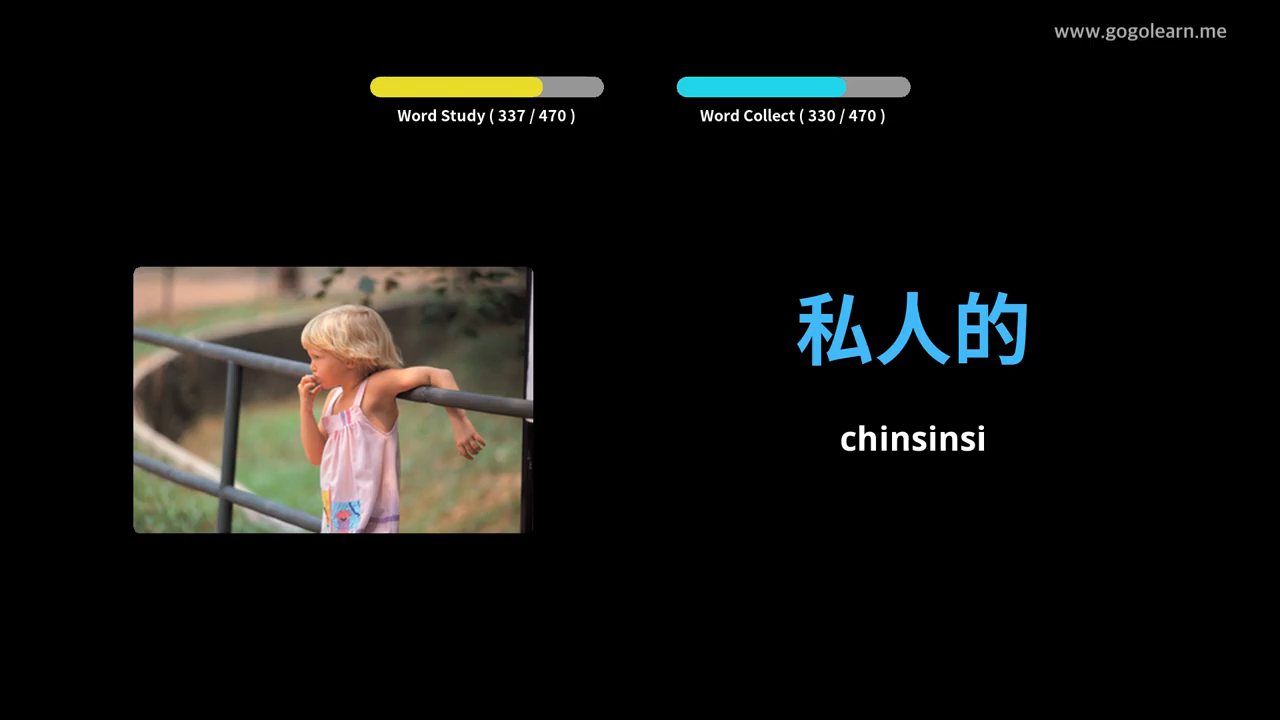 www.gogolearn.me
Word Study ( 337 / 470 )
Word Collect ( 330 / 470 )
私人的
chinsinsi